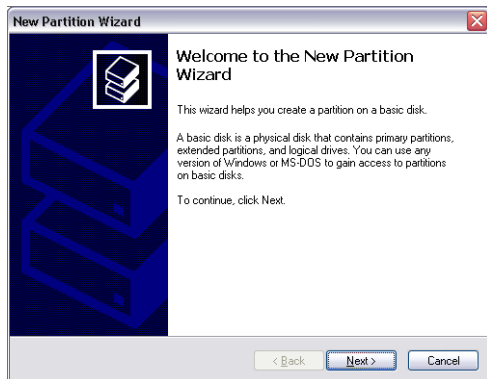 New Partition Wizard
Welcome to the New Partition
Wizard
This wizard helps you create a partition on a basic disk.
A basic disk is a physical disk that contains primary partitions,
extended partitions, and logical drives. You can use any
version of Windows or MS-DOS to gain access to partitions
on basic disks.
To continue, click Next.
< Back
Next >
Cancel